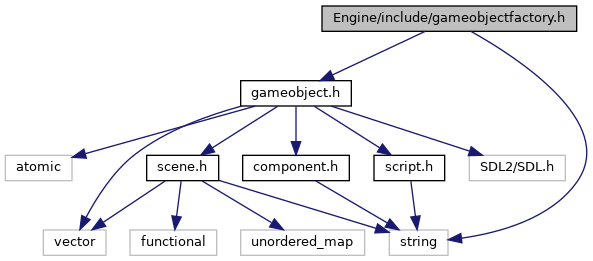 Engine/include/gameobjectfactory.h
gameobject.h
atomic
scene.h
component.h
script.h
SDL2/SDL.h
vector
functional
unordered_map
string